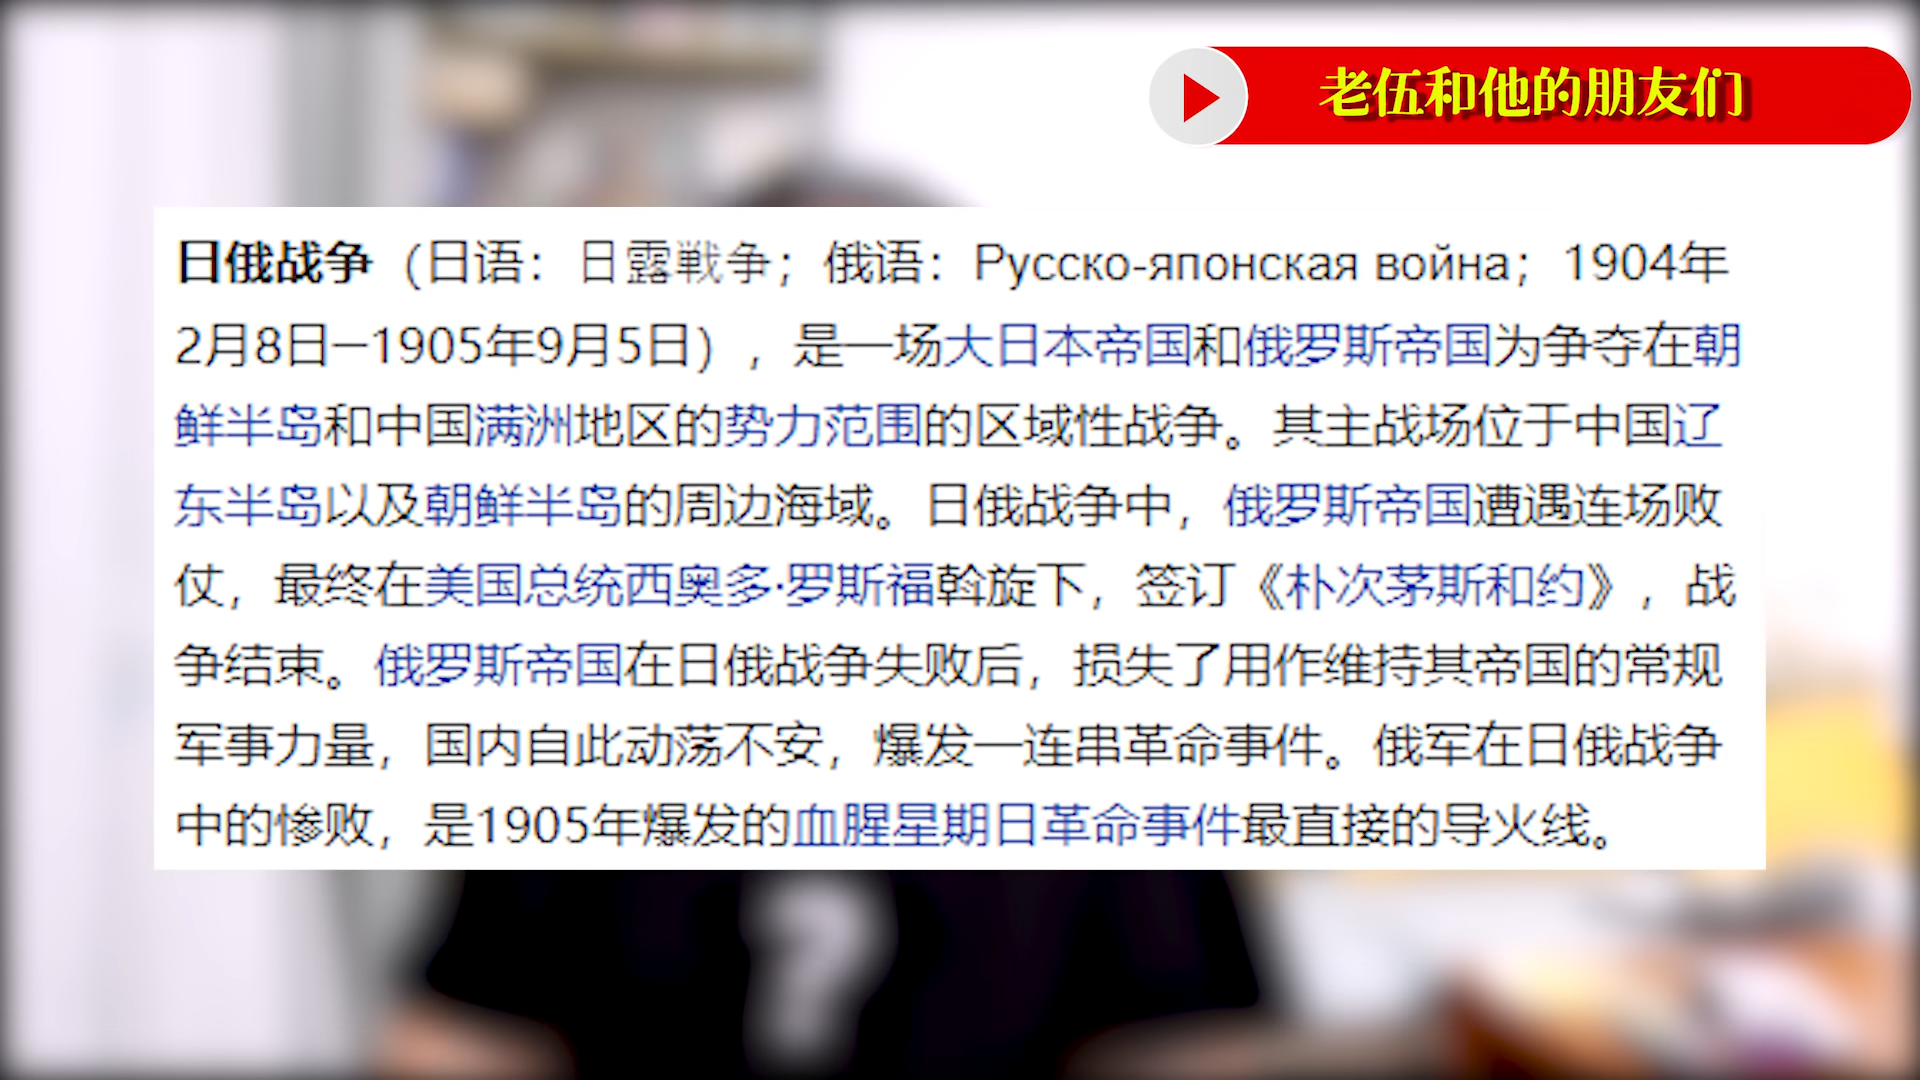 老伍和他的朋友们
日俄战争（日语：日露戦争；俄语：Русско-японская война；1904年
2月8日—1905年9月5日），是一场大日本帝国和俄罗斯帝国为争夺在朝
鲜半岛和中国满洲地区的势力范围的区域性战争。其主战场位于中国辽
东半岛以及朝鲜半岛的周边海域。日俄战争中，俄罗斯帝国遭遇连场败
仗，最终在美国总统西奥多·罗斯福斡旋下，签订《朴次茅斯和约》，战
争结束。俄罗斯帝国在日俄战争失败后，损失了用作维持其帝国的常规
军事力量，国内自此动荡不安，爆发一连串革命事件。俄军在日俄战争
中的惨败，是1905年爆发的血腥星期日革命事件最直接的导火线。